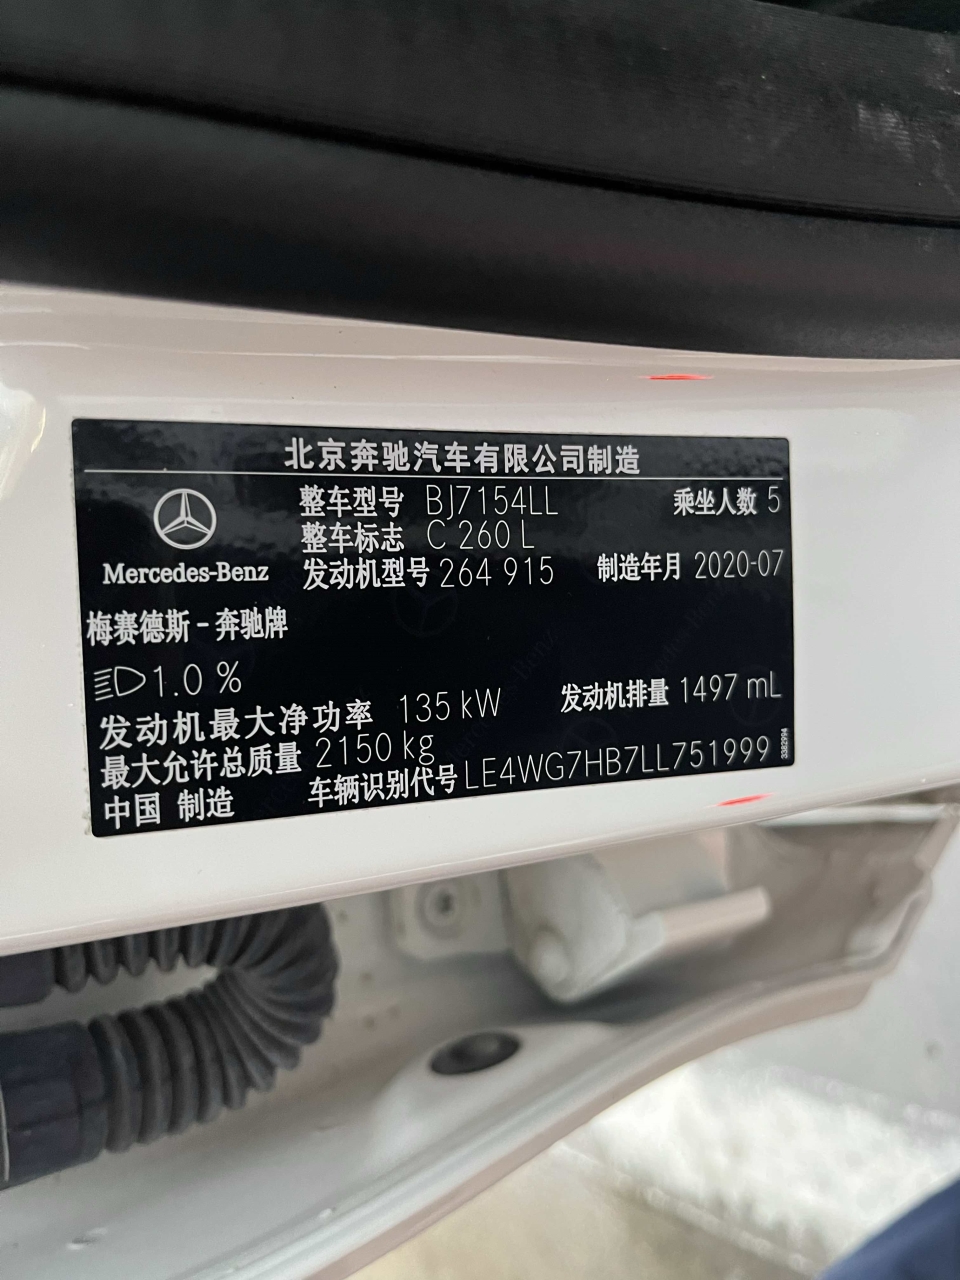 北京奔驰汽车有限公司制造
整车型号 BJ7154LL 乘坐人数 5
整车标志 C 260 L
Mercedes-Benz 发动机型号 264 915 制造年月 2020-07
梅赛德斯-奔驰牌
1.0 %
发动机最大净功率 135 kW 发动机排量 1497 mL
最大允许总质量 2150 kg
中国 制造 车辆识别代号 LE4WG7HB7LL751999
3382994